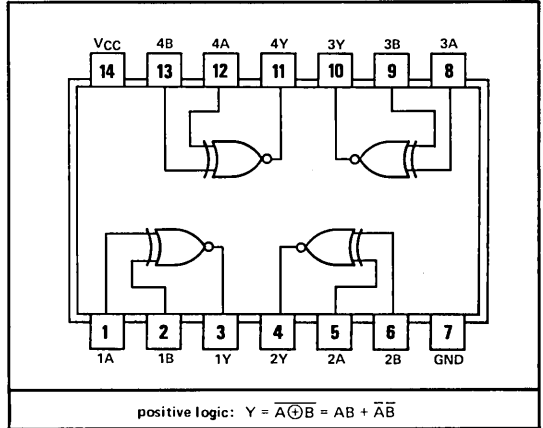 VCC 4B 4A 4Y 3Y 3B 3A
14 13 12 11 10 9 8
1 2 3 4 5 6 7
1A 1B 1Y 2Y 2A 2B GND
positive logic: Y = \overline{A⊕B} = AB + A̅B̅